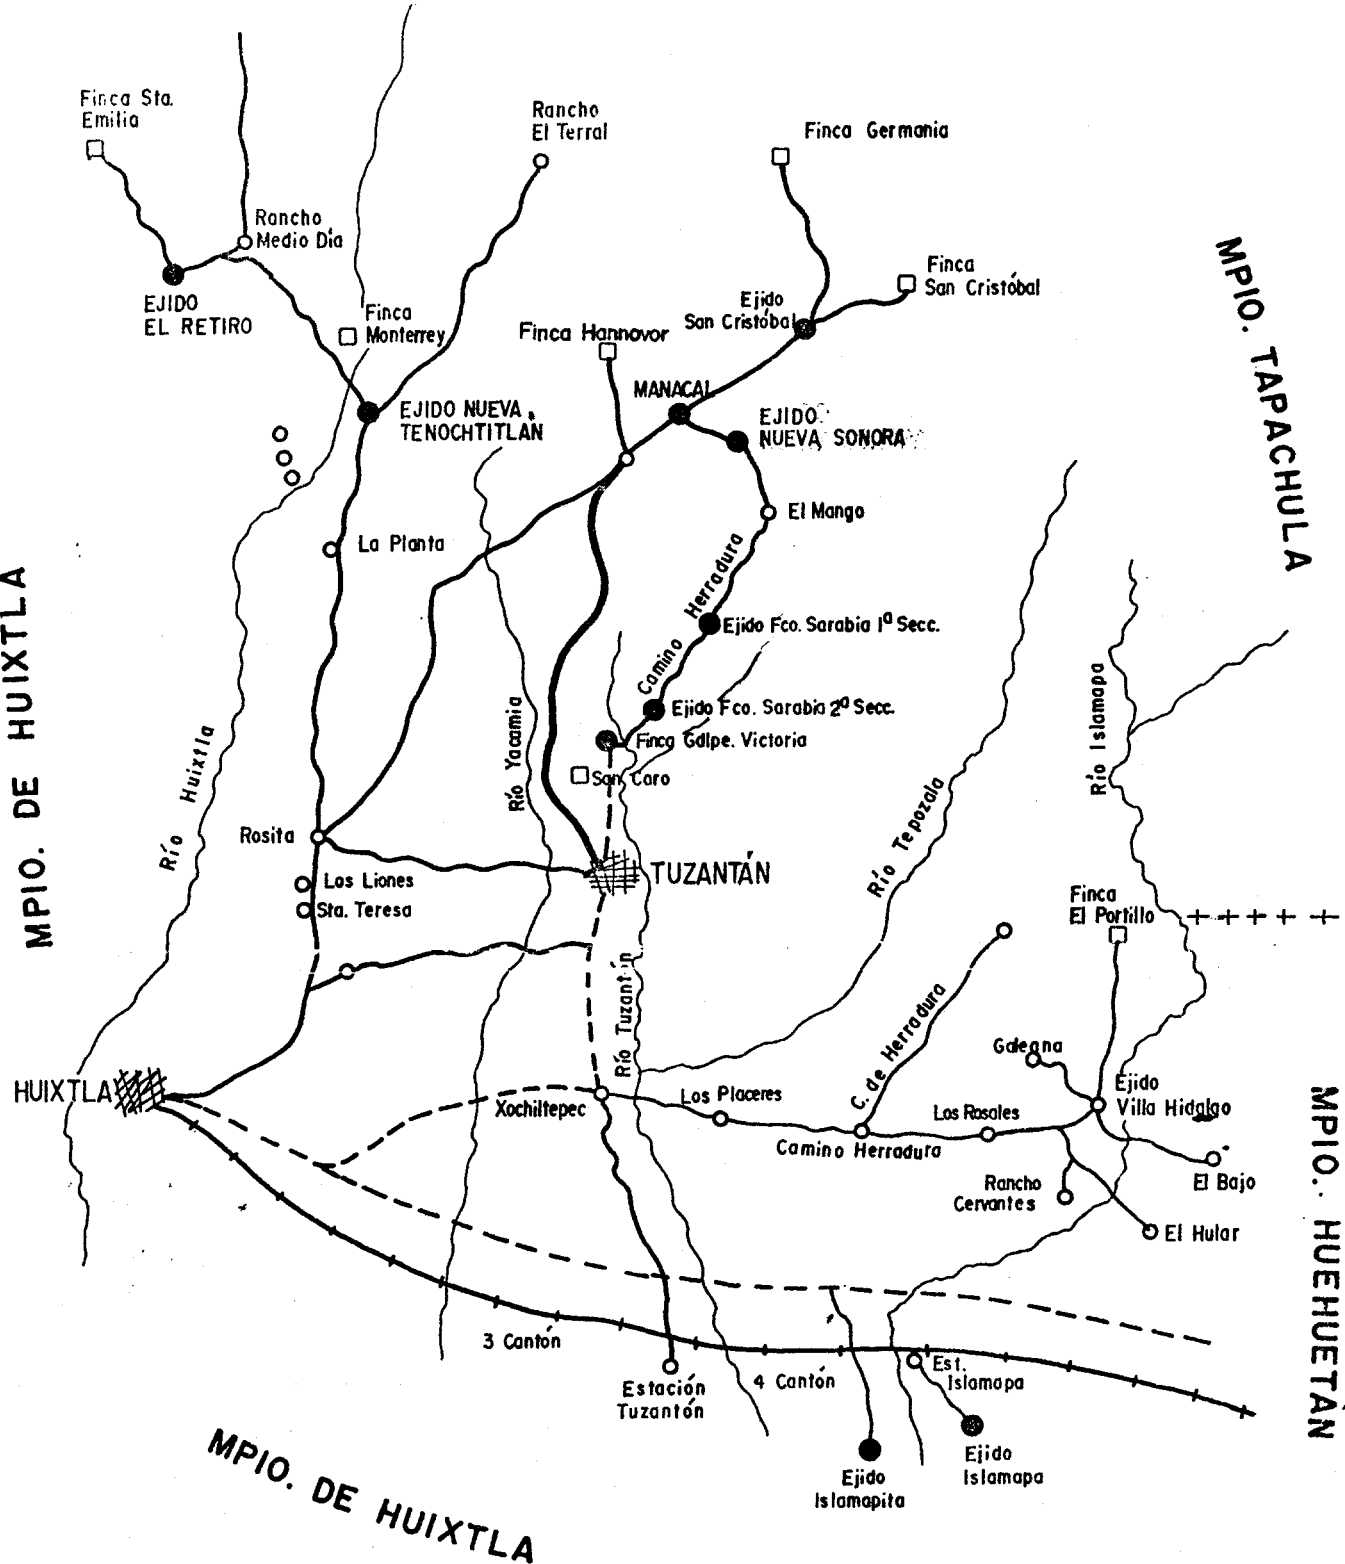 Finca Sta.
Emilia
Rancho
El Terral
Finca Germania
Rancho
Medio Día
EJIDO
EL RETIRO
Finca
Monterrey
Finca
San Cristóbal
Ejido
San Cristóbal
Finca Hannovor
MANACAL
EJIDO NUEVA
TENOCHTITLAN
EJIDO
NUEVA SONORA
MPIO. TAPACHULA
El Mango
La Planta
Camino Herradura
Ejido Fco. Sarabia 1ª Secc.
Ejido Fco. Sarabia 2ª Secc.
Finca Gálpe. Victoria
San Caro
MPIO. DE HUIXTLA
Río Huixtla
Río Yacamia
Río Islamapa
Río Tepozala
Rosita
TUZANTÁN
Los Liones
Sta. Teresa
Finca
El Portillo
Río Tuzantón
C. de Herradura
Galeana
HUIXTLA
Xochiltepec
Los Placeres
Camino Herradura
Los Rosales
Ejido
Villa Hidalgo
El Bajo
Rancho
Cervantes
El Hular
MPIO. HUEHUETÁN
3 Cantón
4 Cantón
Estación
Tuzantón
Est.
Islamapa
Ejido
Islamapa
Ejido
Islamapita
MPIO. DE HUIXTLA